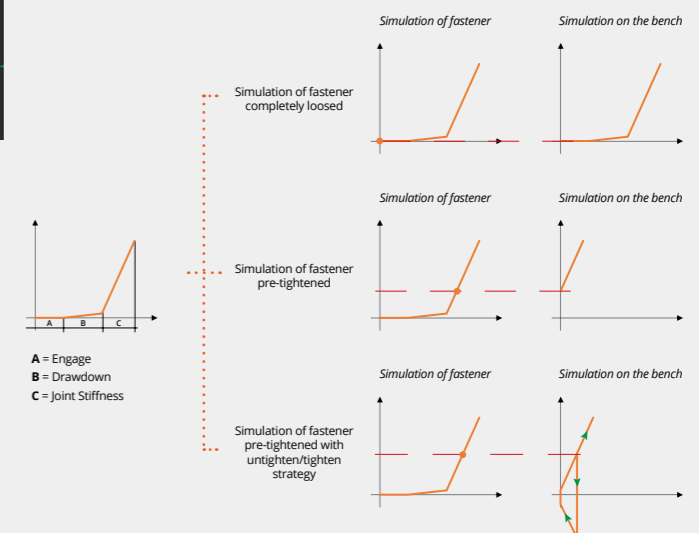 Simulation of fastener
Simulation on the bench
Simulation of fastener
completely loosed
Simulation of fastener
Simulation on the bench
Simulation of fastener
pre-tightened
A
B
C
A = Engage
B = Drawdown
C = Joint Stiffness
Simulation of fastener
Simulation on the bench
Simulation of fastener
pre-tightened with
untighten/tighten
strategy